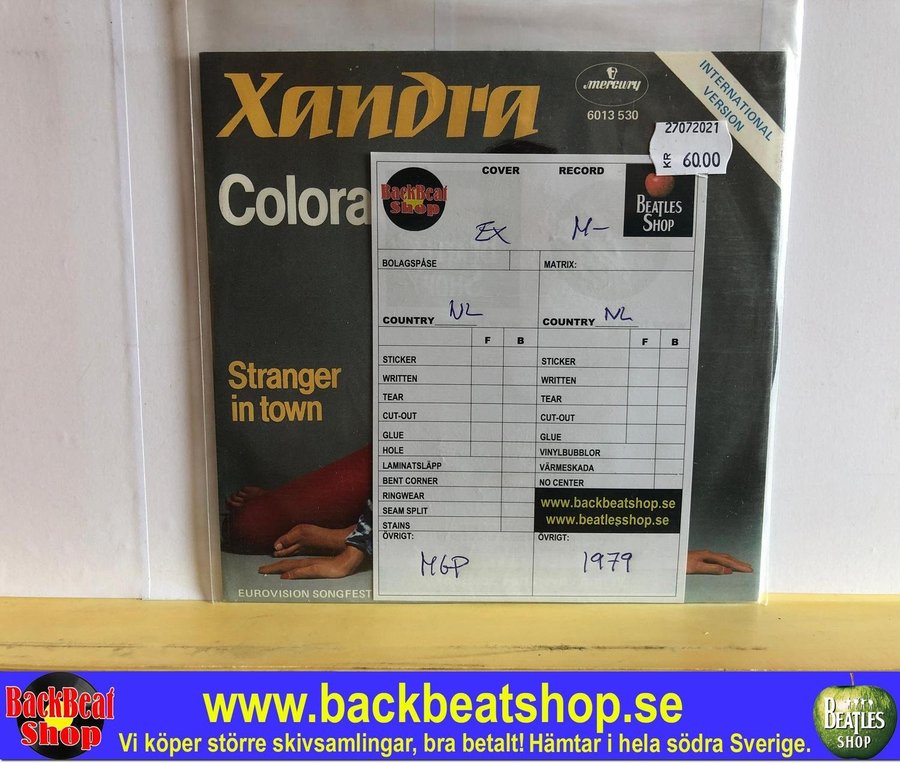 Xandra
mercury
6013 530
INTERNATIONAL
VERSION
27072021
KR 60.00
Colora
Stranger
in town
EUROVISION SONGFEST
BackBeat
Shop
COVER
RECORD
BEATLES
SHOP
EX
M-
BOLAGSPÅSE
MATRIX:
COUNTRY NL
COUNTRY NL
F B
F B
STICKER
STICKER
WRITTEN
WRITTEN
TEAR
TEAR
CUT-OUT
CUT-OUT
GLUE
GLUE
HOLE
VINYLBUBBLOR
LAMINATSLÄPP
VÄRMESKADA
BENT CORNER
NO CENTER
RINGWEAR
SEAM SPLIT
STAINS
www.backbeatshop.se
www.beatlesshop.se
ÖVRIGT:
ÖVRIGT:
MGP
1979
BackBeat
Shop
www.backbeatshop.se
Vi köper större skivsamlingar, bra betalt! Hämtar i hela södra Sverige.
BEATLES
SHOP